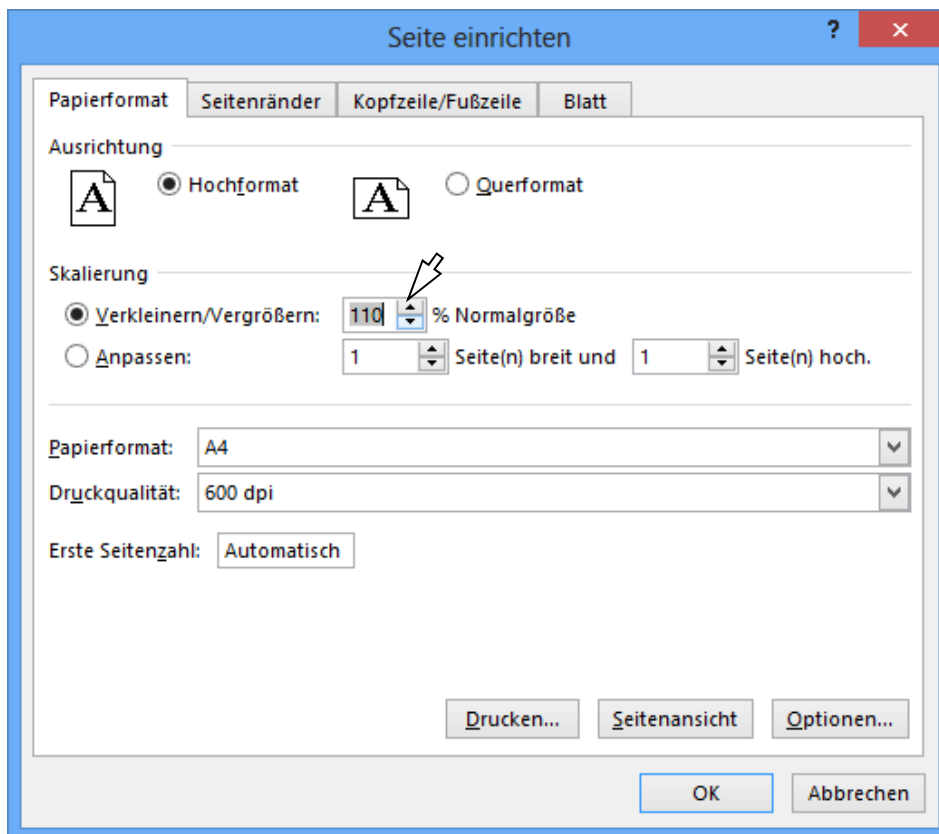 Seite einrichten ?
Papierformat Seitenränder Kopfzeile/Fußzeile Blatt
Ausrichtung
A Hochformat A Querformat
Skalierung
Verkleinern/Vergrößern: 110 % Normalgröße
Anpassen: 1 Seite(n) breit und 1 Seite(n) hoch.
Papierformat: A4
Druckqualität: 600 dpi
Erste Seitenzahl: Automatisch
Drucken... Seitenansicht Optionen...
OK Abbrechen